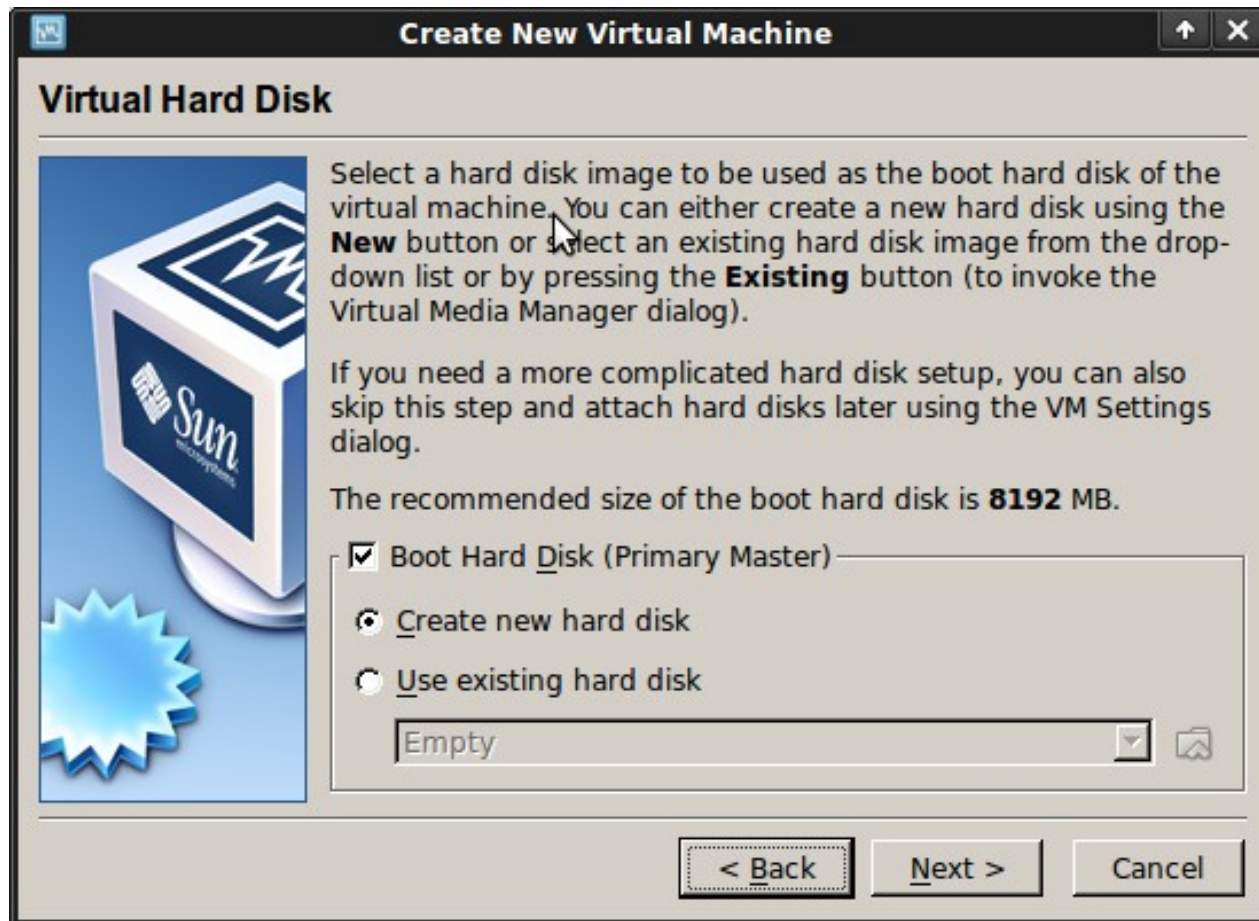 Create New Virtual Machine
Virtual Hard Disk
Select a hard disk image to be used as the boot hard disk of the
virtual machine. You can either create a new hard disk using the
New button or select an existing hard disk image from the drop-
down list or by pressing the Existing button (to invoke the
Virtual Media Manager dialog).
If you need a more complicated hard disk setup, you can also
skip this step and attach hard disks later using the VM Settings
dialog.
The recommended size of the boot hard disk is 8192 MB.
Boot Hard Disk (Primary Master)
Create new hard disk
Use existing hard disk
Empty
Sun
microsystems
< Back
Next >
Cancel